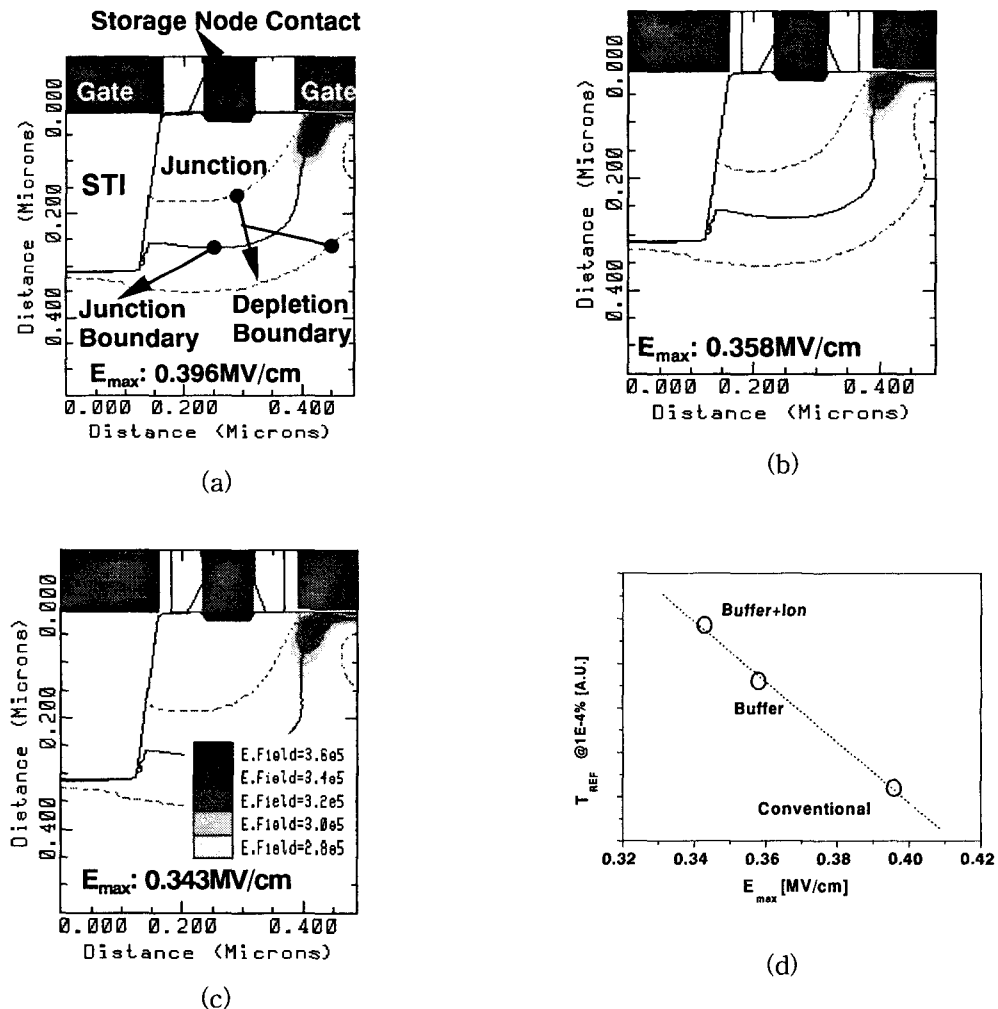 Storage Node Contact
Gate
Gate
Junction
STI
Junction
Boundary
Depletion
Boundary
E_max: 0.396MV/cm
0.000
0.200
0.400
Distance (Microns)
0.000 0.200 0.400
Distance (Microns)
(a)
0.000
0.200
0.400
Distance (Microns)
E_max: 0.358MV/cm
0.000 0.200 0.400
Distance (Microns)
(b)
0.000
0.200
0.400
Distance (Microns)
E.Field=3.6e5
E.Field=3.4e5
E.Field=3.2e5
E.Field=3.0e5
E.Field=2.8e5
E_max: 0.343MV/cm
0.000 0.200 0.400
Distance (Microns)
(c)
T_REF @1E-4% [A.U.]
Buffer+Ion
Buffer
Conventional
0.32 0.34 0.36 0.38 0.40 0.42
E_max [MV/cm]
(d)